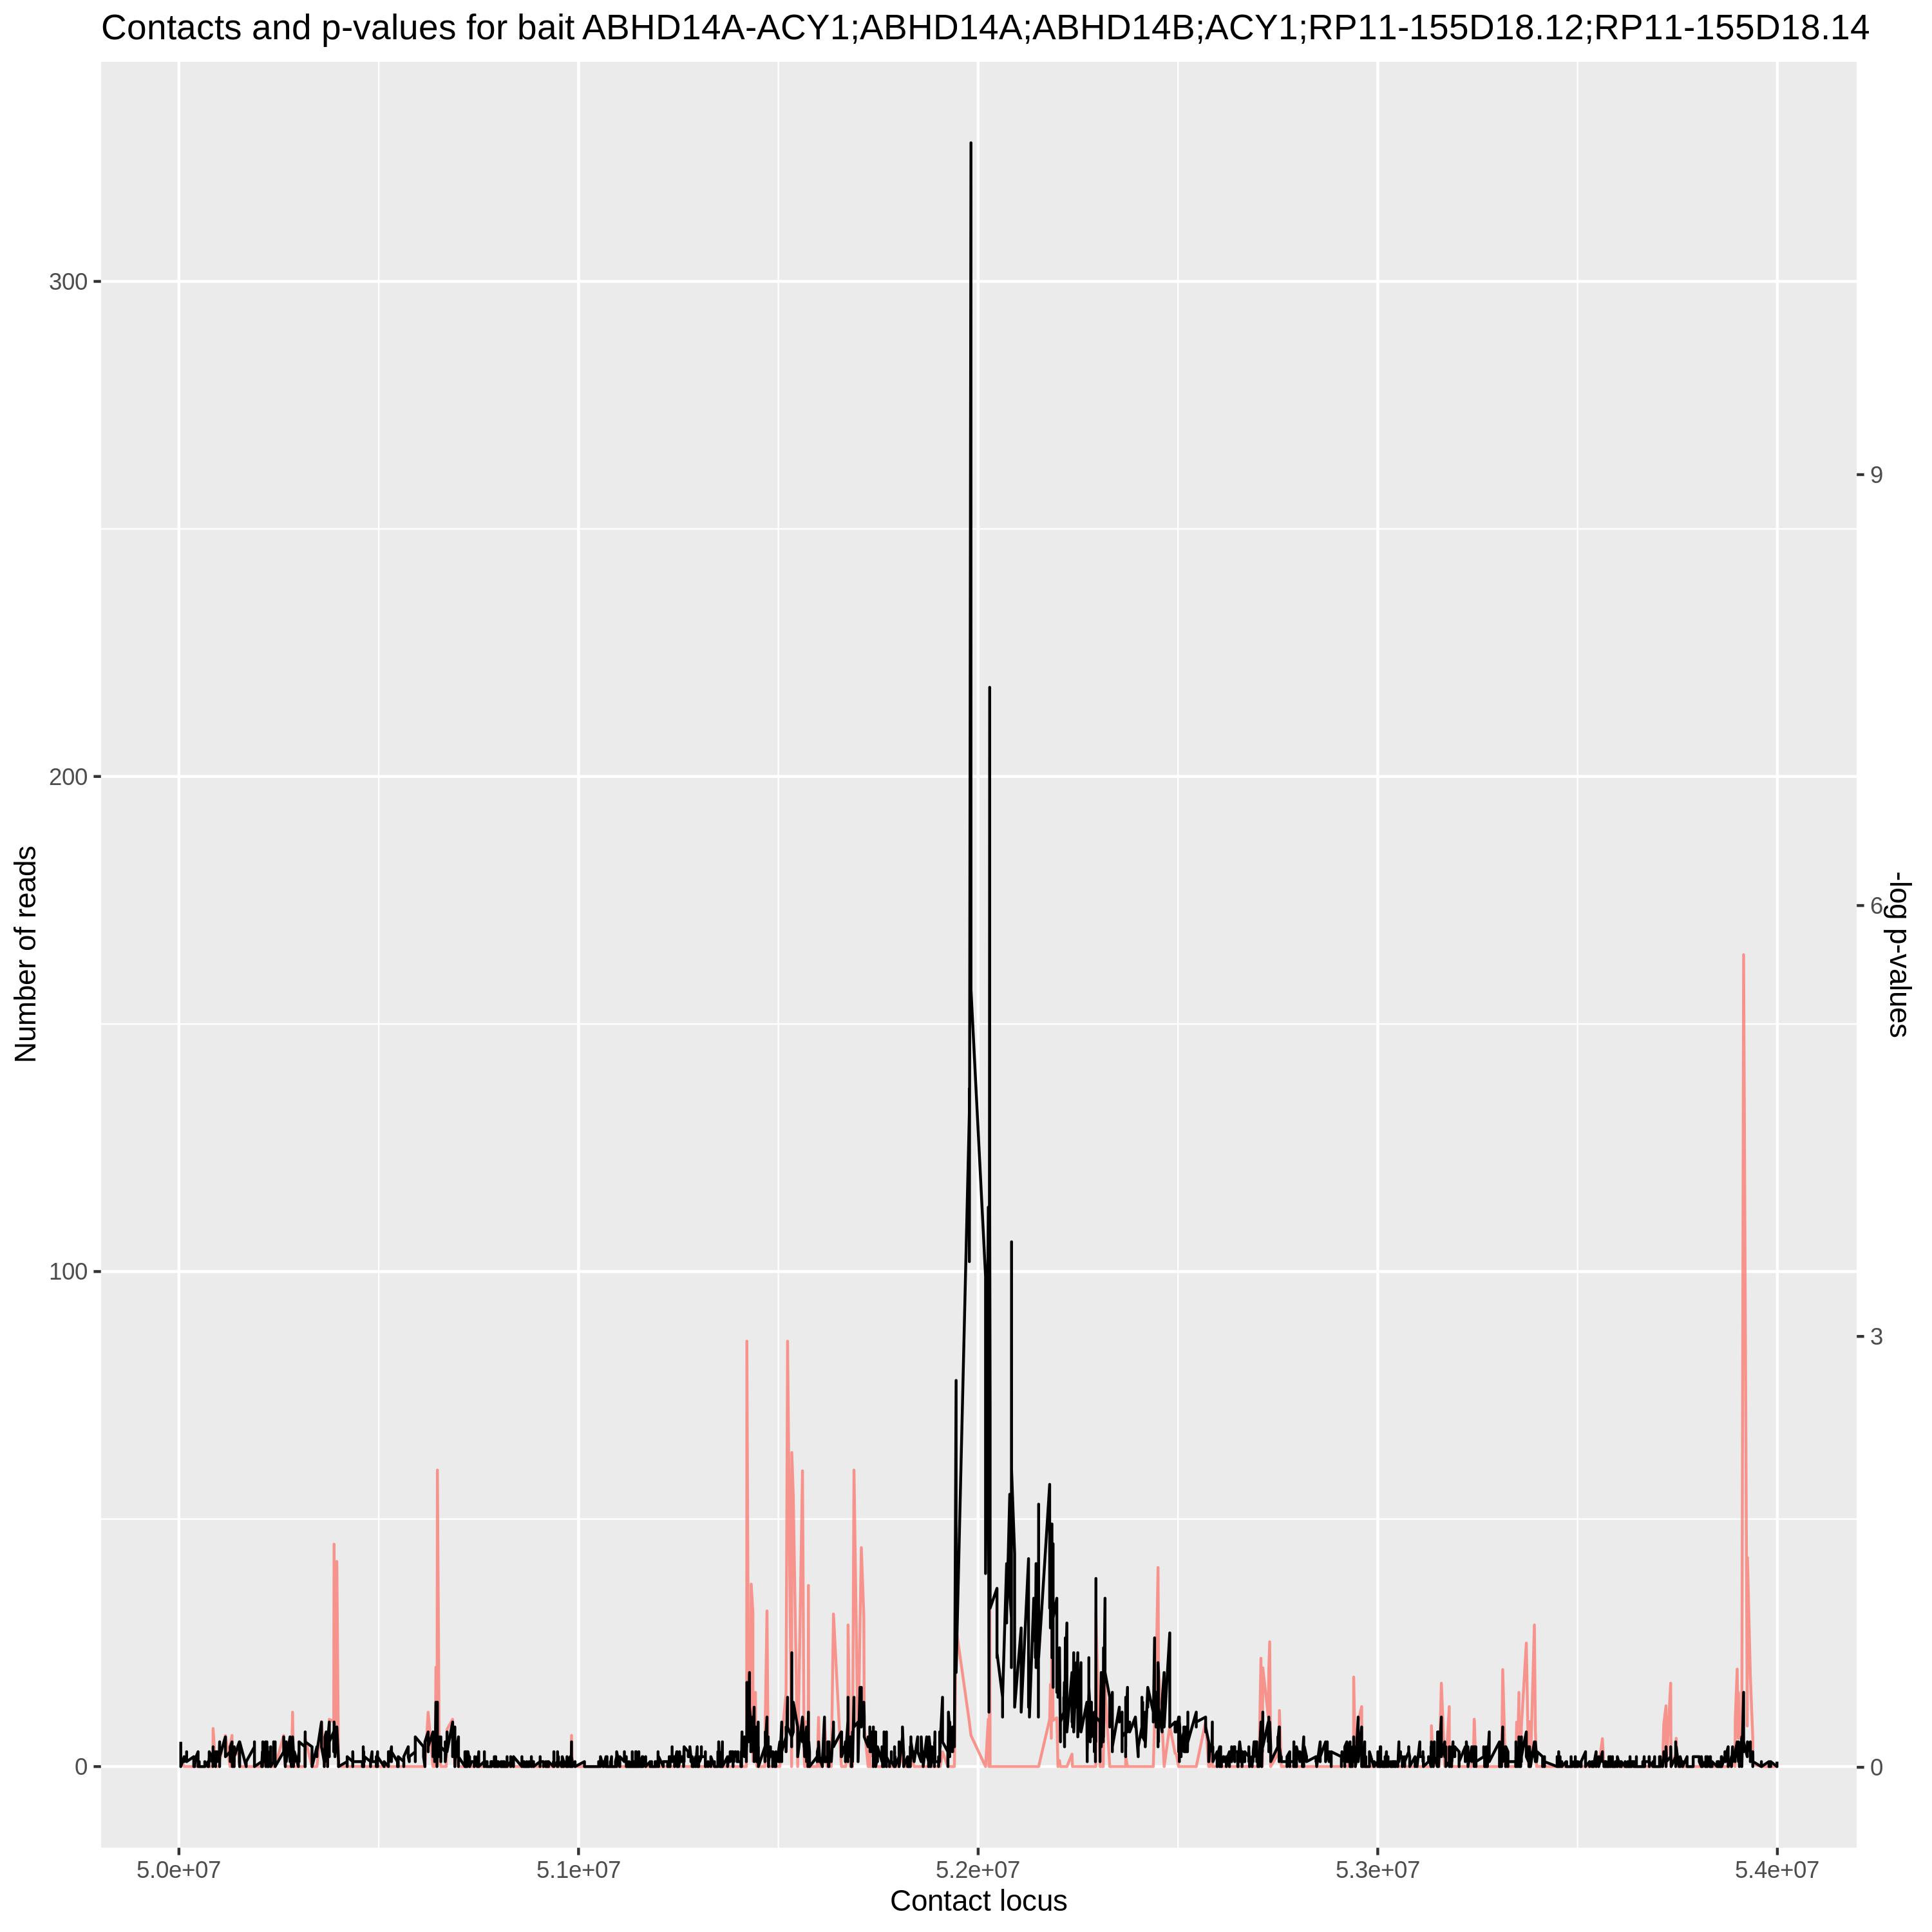 Contacts and p-values for bait ABHD14A-ACY1;ABHD14A;ABHD14B;ACY1;RP11-155D18.12;RP11-155D18.14
300
200
100
0
Number of reads
9
6
3
0
-log p-values
5.0e+07
5.1e+07
5.2e+07
5.3e+07
5.4e+07
Contact locus